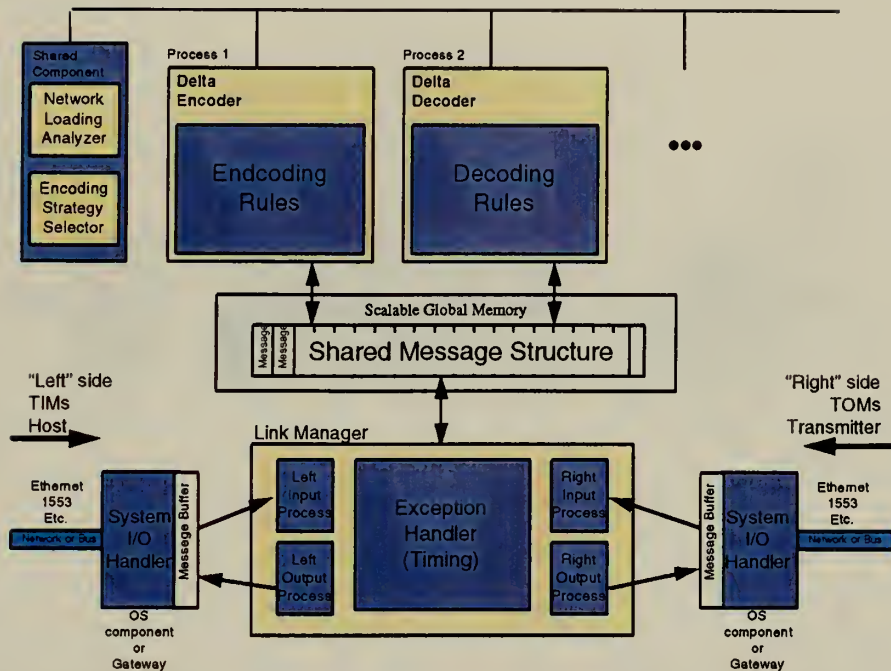 Shared
Component
Network
Loading
Analyzer
Encoding
Strategy
Selector
Process 1
Delta
Encoder
Endcoding
Rules
Process 2
Delta
Decoder
Decoding
Rules
•••
Scalable Global Memory
Message
Message
Shared Message Structure
"Left" side
TIMs
Host
"Right" side
TOMs
Transmitter
Link Manager
Left
Input
Process
Left
Output
Process
Exception
Handler
(Timing)
Right
Input
Process
Right
Output
Process
Ethernet
1553
Etc.
Network or Bus
System
I/O
Handler
Message Buffer
OS
component
or
Gateway
Message Buffer
System
I/O
Handler
Ethernet
1553
Etc.
Network or Bus
OS
component
or
Gateway